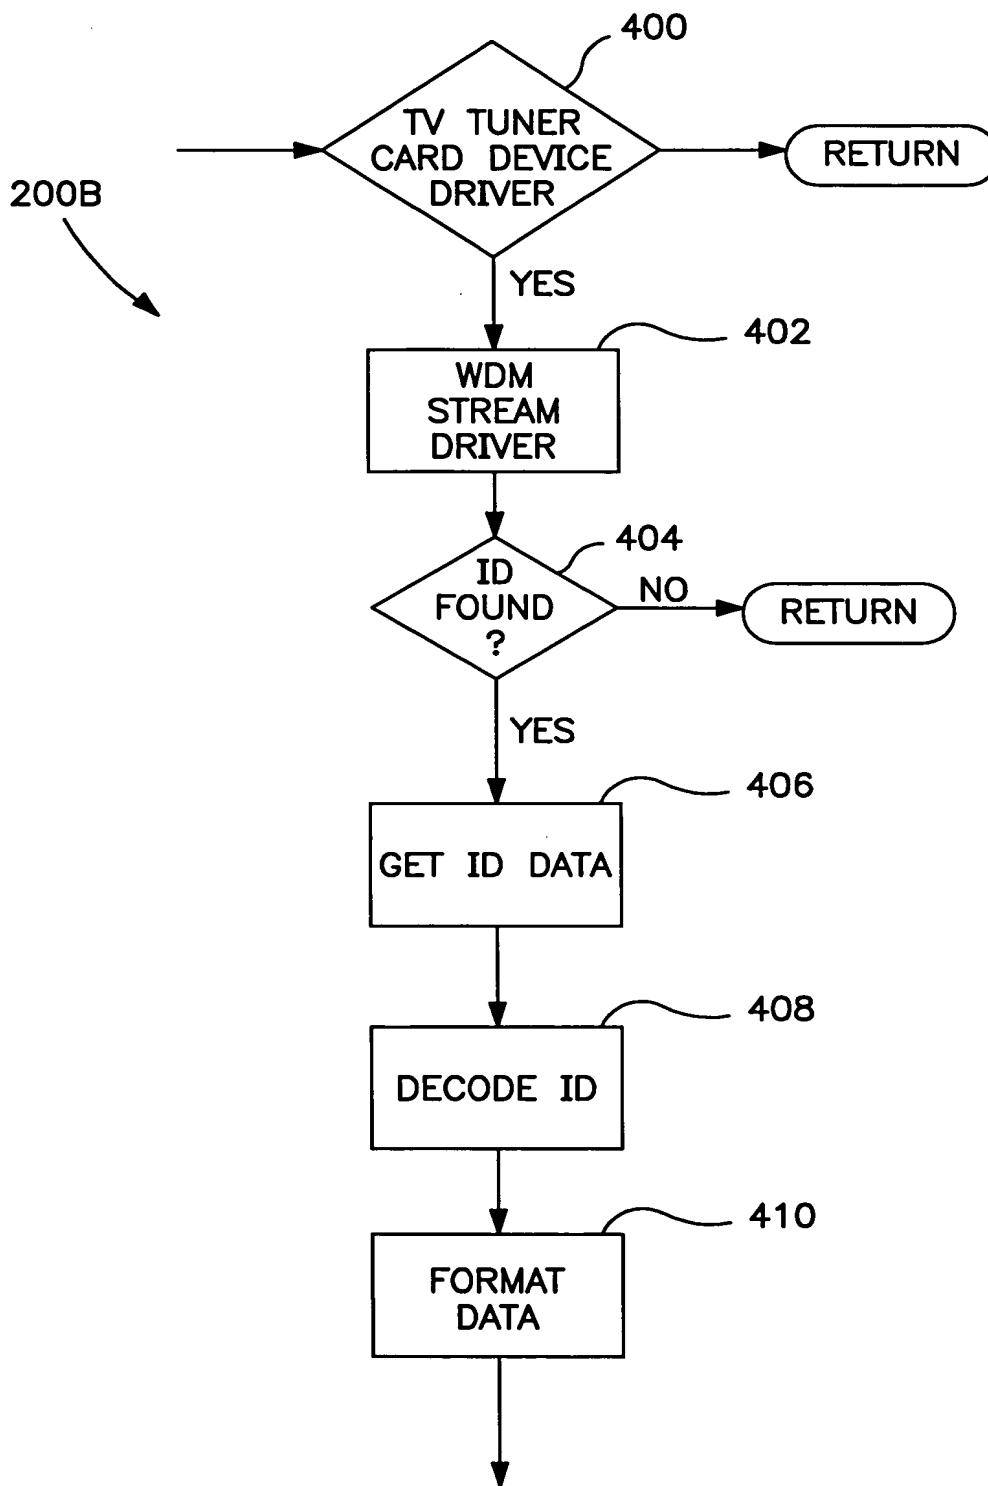 400
TV TUNER
CARD DEVICE
DRIVER
RETURN
200B
YES
402
WDM
STREAM
DRIVER
404
ID
FOUND
?
NO
RETURN
YES
406
GET ID DATA
408
DECODE ID
410
FORMAT
DATA